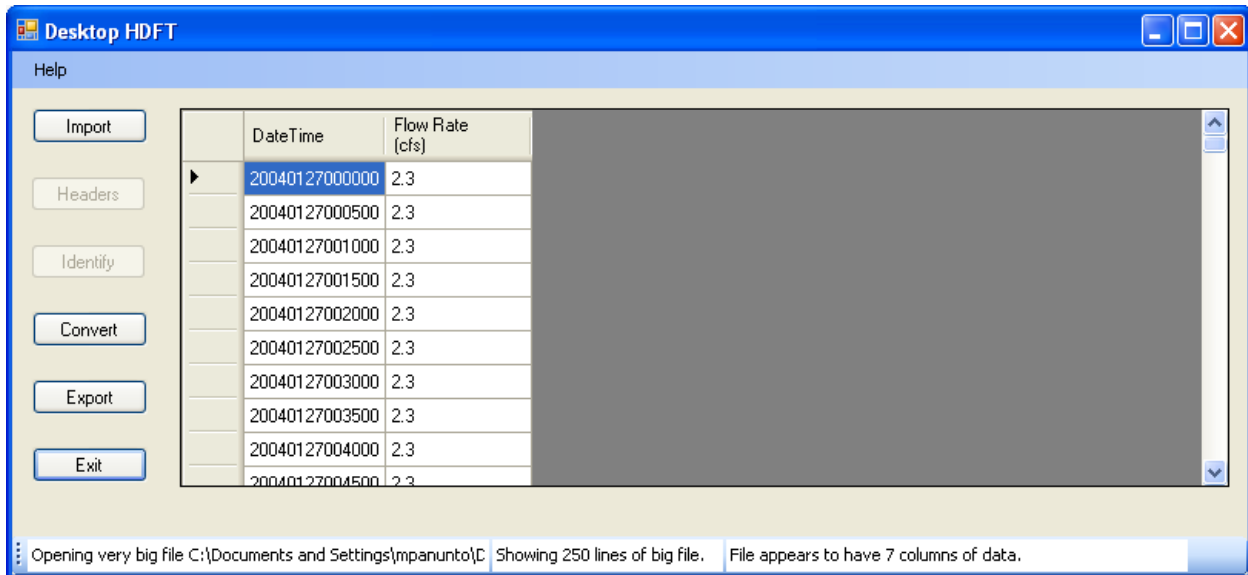 Desktop HDFT
Help
Import
Headers
Identify
Convert
Export
Exit
DateTime Flow Rate (cfs)
20040127000000 2.3
20040127000500 2.3
20040127001000 2.3
20040127001500 2.3
20040127002000 2.3
20040127002500 2.3
20040127003000 2.3
20040127003500 2.3
20040127004000 2.3
20040127004500 2.3
Opening very big file C:\Documents and Settings\mpanunto\D Showing 250 lines of big file. File appears to have 7 columns of data.